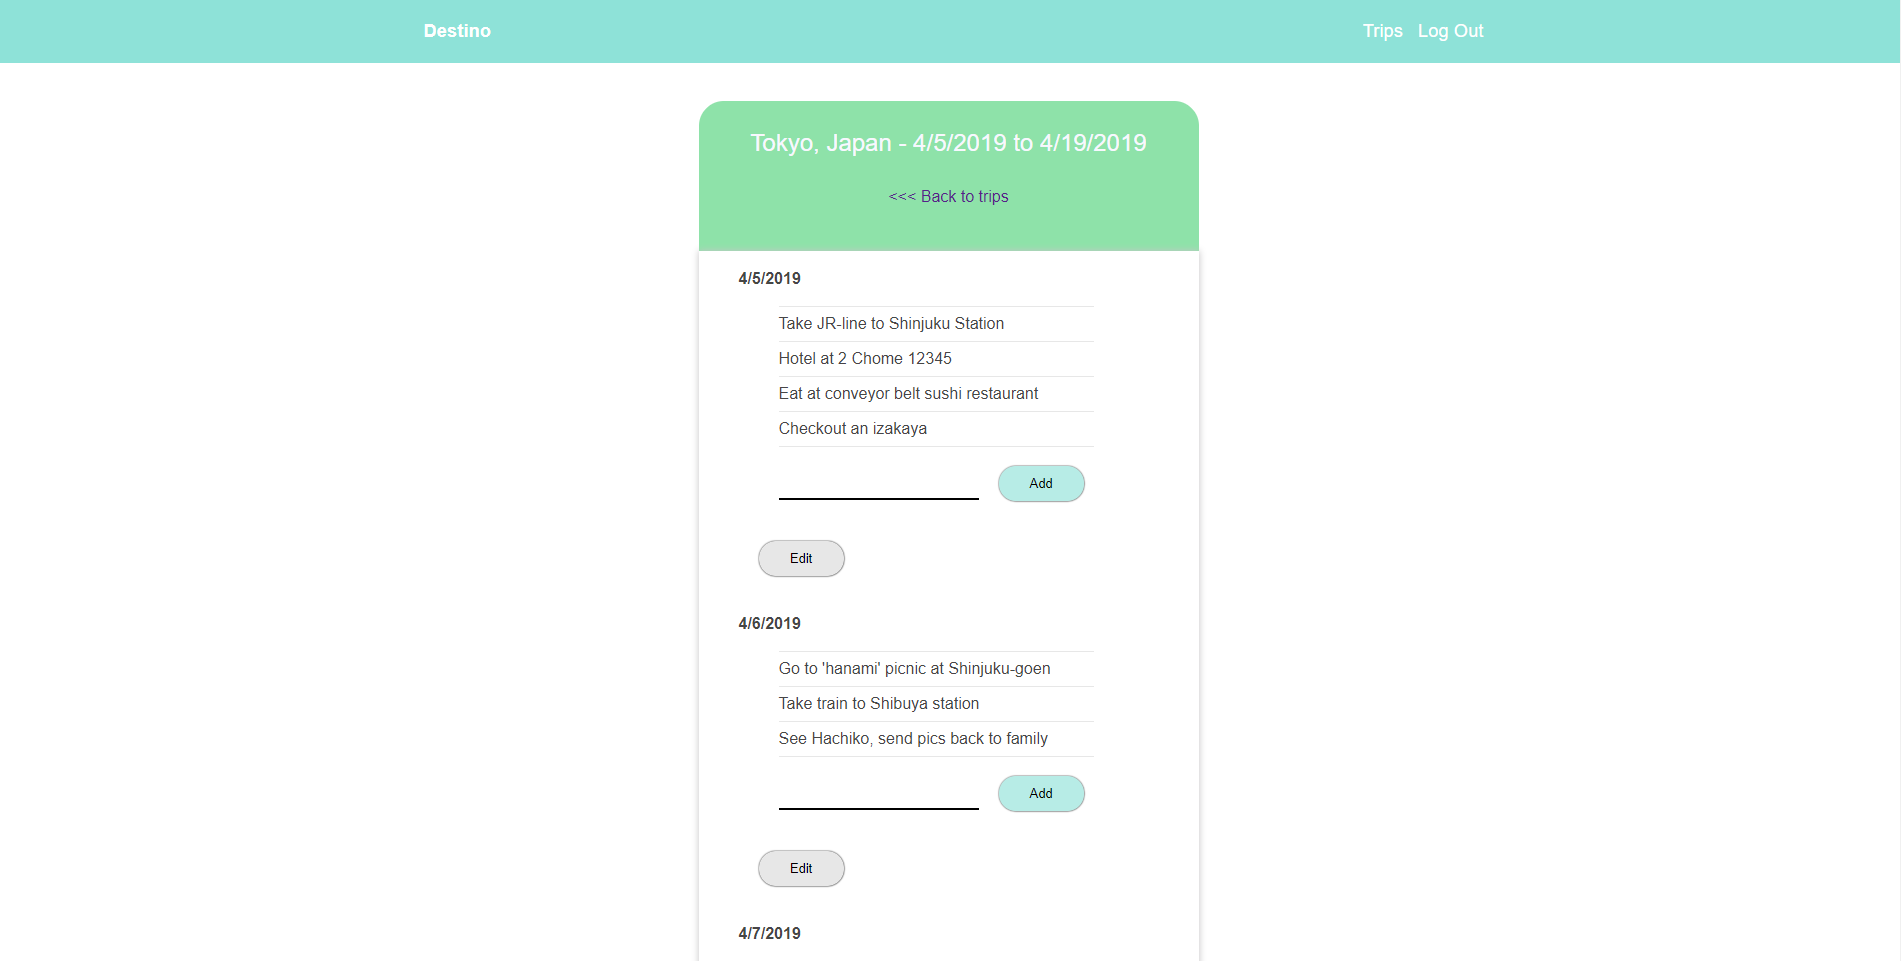 Destino
Trips Log Out
Tokyo, Japan - 4/5/2019 to 4/19/2019
<<< Back to trips
4/5/2019
Take JR-line to Shinjuku Station
Hotel at 2 Chome 12345
Eat at conveyor belt sushi restaurant
Checkout an izakaya
Add
Edit
4/6/2019
Go to 'hanami' picnic at Shinjuku-goen
Take train to Shibuya station
See Hachiko, send pics back to family
Add
Edit
4/7/2019